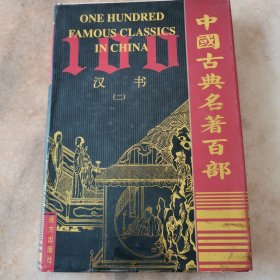 ONE HUNDRED
FAMOUS CLASSICS
IN CHINA
100
汉书
(二)
中國古典名著百部
远方出版社